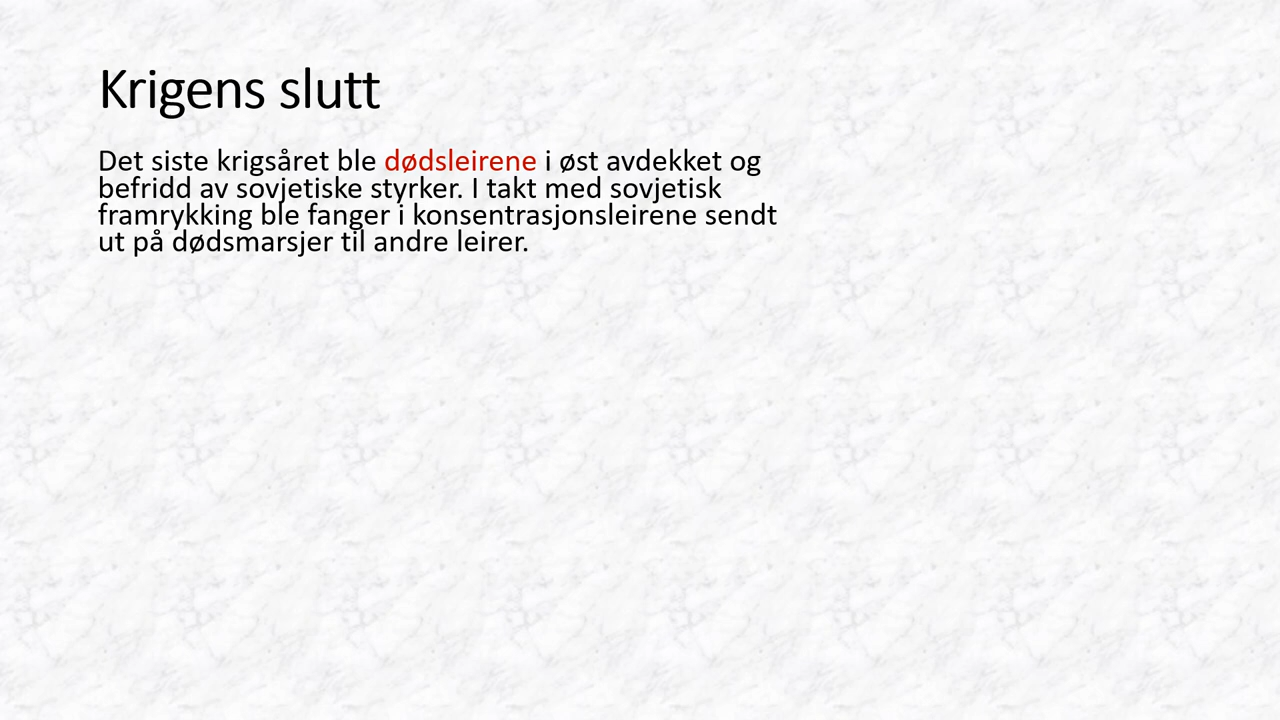 Krigens slutt
Det siste krigsåret ble dødsleirene i øst avdekket og
befridd av sovjetiske styrker. I takt med sovjetisk
framrykking ble fanger i konsentrasjonsleirene sendt
ut på dødsmarsjer til andre leirer.